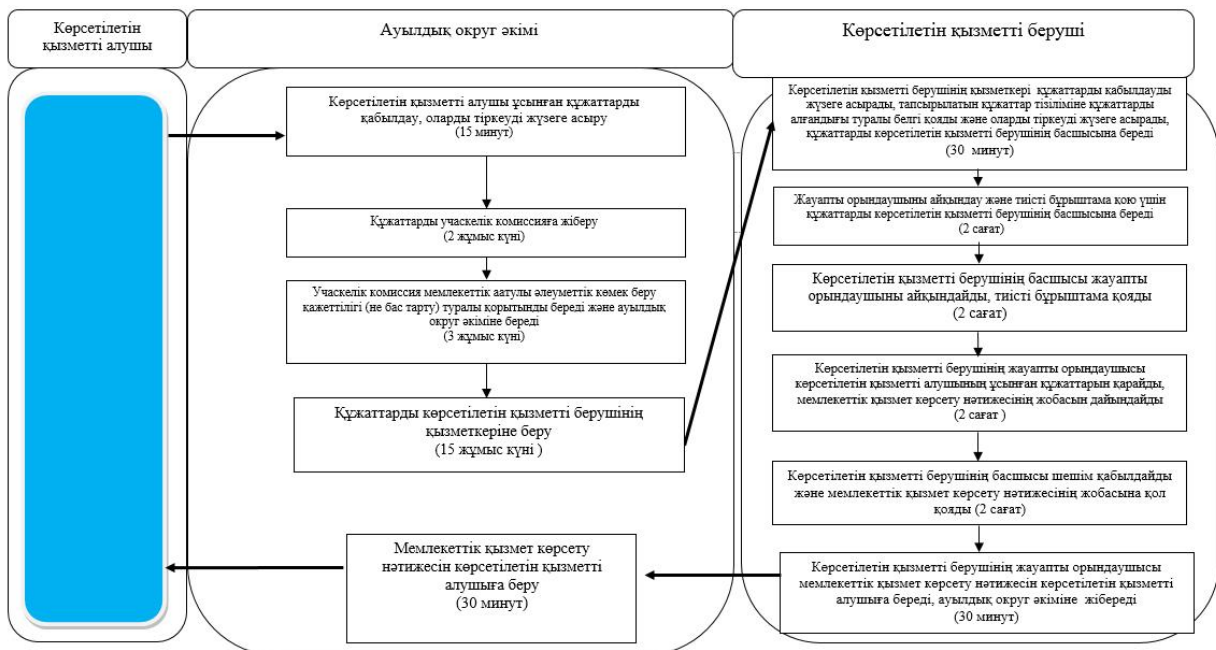 Көрсетілетін
қызметті алушы
Ауылдық округ әкімі
Көрсетілетін қызметті беруші
Көрсетілетін қызметті алушы ұсынған құжаттарды
қабылдау, оларды тіркеуді жүзеге асыру
(15 минут)
Құжаттарды учаскелік комиссияға жіберу
(2 жұмыс күні)
Учаскелік комиссия мемлекеттік аатулы әлеуметтік көмек беру
қажеттілігі (не бас тарту) туралы қорытынды береді және ауылдық
округ әкіміне береді
(3 жұмыс күні)
Құжаттарды көрсетілетін қызметті берушінің
қызметкеріне беру
(15 жұмыс күні )
Мемлекеттік қызмет көрсету
нәтижесін көрсетілетін қызметті
алушыға беру
(30 минут)
Көрсетілетін қызметті берушінің қызметкері құжаттарды қабылдауды
жүзеге асырады, тапсырылатын құжаттар тізіліміне құжаттарды
алғандығы туралы белгі қояды және оларды тіркеуді жүзеге асырады,
құжаттарды көрсетілетін қызметті берушінің басшысына береді
(30 минут)
Жауапты орындаушыны айқындау және тиісті бұрыштама қою үшін
құжаттарды көрсетілетін қызметті берушінің басшысына береді
(2 сағат)
Көрсетілетін қызметті берушінің басшысы жауапты
орындаушыны айқындайды, тиісті бұрыштама қояды
(2 сағат)
Көрсетілетін қызметті берушінің жауапты орындаушысы
көрсетілетін қызметті алушының ұсынған құжаттарын қарайды,
мемлекеттік қызмет көрсету нәтижесінің жобасын дайындайды
(2 сағат )
Көрсетілетін қызметті берушінің басшысы шешім қабылдайды
және мемлекеттік қызмет көрсету нәтижесінің жобасына қол
қояды (2 сағат)
Көрсетілетін қызметті берушінің жауапты орындаушысы
мемлекеттік қызмет көрсету нәтижесін көрсетілетін қызметті
алушыға береді, ауылдық округ әкіміне жібереді
(30 минут)